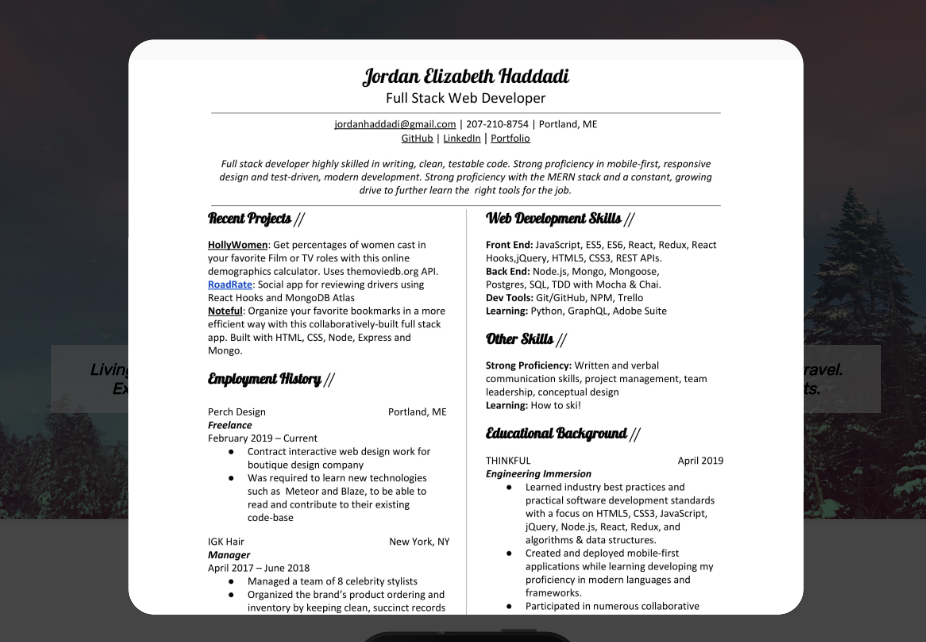 Jordan Elizabeth Haddadi
Full Stack Web Developer
jordanhaddadi@gmail.com | 207-210-8754 | Portland, ME
GitHub | LinkedIn | Portfolio
Full stack developer highly skilled in writing, clean, testable code. Strong proficiency in mobile-first, responsive
design and test-driven, modern development. Strong proficiency with the MERN stack and a constant, growing
drive to further learn the right tools for the job.
Recent Projects //
HollyWomen: Get percentages of women cast in
your favorite Film or TV roles with this online
demographics calculator. Uses themoviedb.org API.
RoadRate: Social app for reviewing drivers using
React Hooks and MongoDB Atlas
Noteful: Organize your favorite bookmarks in a more
efficient way with this collaboratively-built full stack
app. Built with HTML, CSS, Node, Express and
Mongo.
Employment History //
Perch Design Portland, ME
Freelance
February 2019 – Current
● Contract interactive web design work for
boutique design company
● Was required to learn new technologies
such as Meteor and Blaze, to be able to
read and contribute to their existing
code-base
IGK Hair New York, NY
Manager
April 2017 – June 2018
● Managed a team of 8 celebrity stylists
● Organized the brand's product ordering and
inventory by keeping clean, succinct records
Web Development Skills //
Front End: JavaScript, ES5, ES6, React, Redux, React
Hooks,jQuery, HTML5, CSS3, REST APIs.
Back End: Node.js, Mongo, Mongoose,
Postgres, SQL, TDD with Mocha & Chai.
Dev Tools: Git/GitHub, NPM, Trello
Learning: Python, GraphQL, Adobe Suite
Other Skills //
Strong Proficiency: Written and verbal
communication skills, project management, team
leadership, conceptual design
Learning: How to ski!
Educational Background //
THINKFUL April 2019
Engineering Immersion
● Learned industry best practices and
practical software development standards
with a focus on HTML5, CSS3, JavaScript,
jQuery, Node.js, React, Redux, and
algorithms & data structures.
● Created and deployed mobile-first
applications while learning developing my
proficiency in modern languages and
frameworks.
● Participated in numerous collaborative